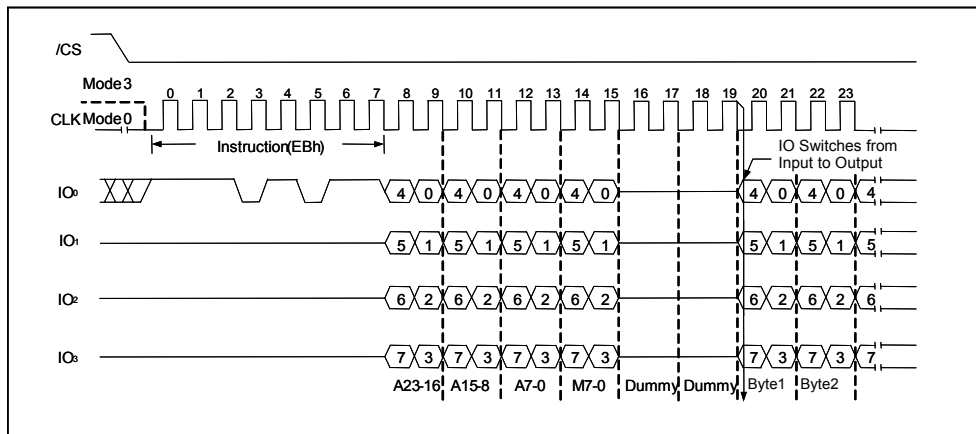 /CS
Mode3
0 1 2 3 4 5 6 7 8 9 10 11 12 13 14 15 16 17 18 19 20 21 22 23
CLK Mode0
Instruction(EBh)
IO Switches from
Input to Output
IO0 4 0 4 0 4 0 4 0 4 0 4 0 4
IO1 5 1 5 1 5 1 5 1 5 1 5 1 5
IO2 6 2 6 2 6 2 6 2 6 2 6 2 6
IO3 7 3 7 3 7 3 7 3 7 3 7 3 7
A23-16 A15-8 A7-0 M7-0 Dummy Dummy Byte1 Byte2